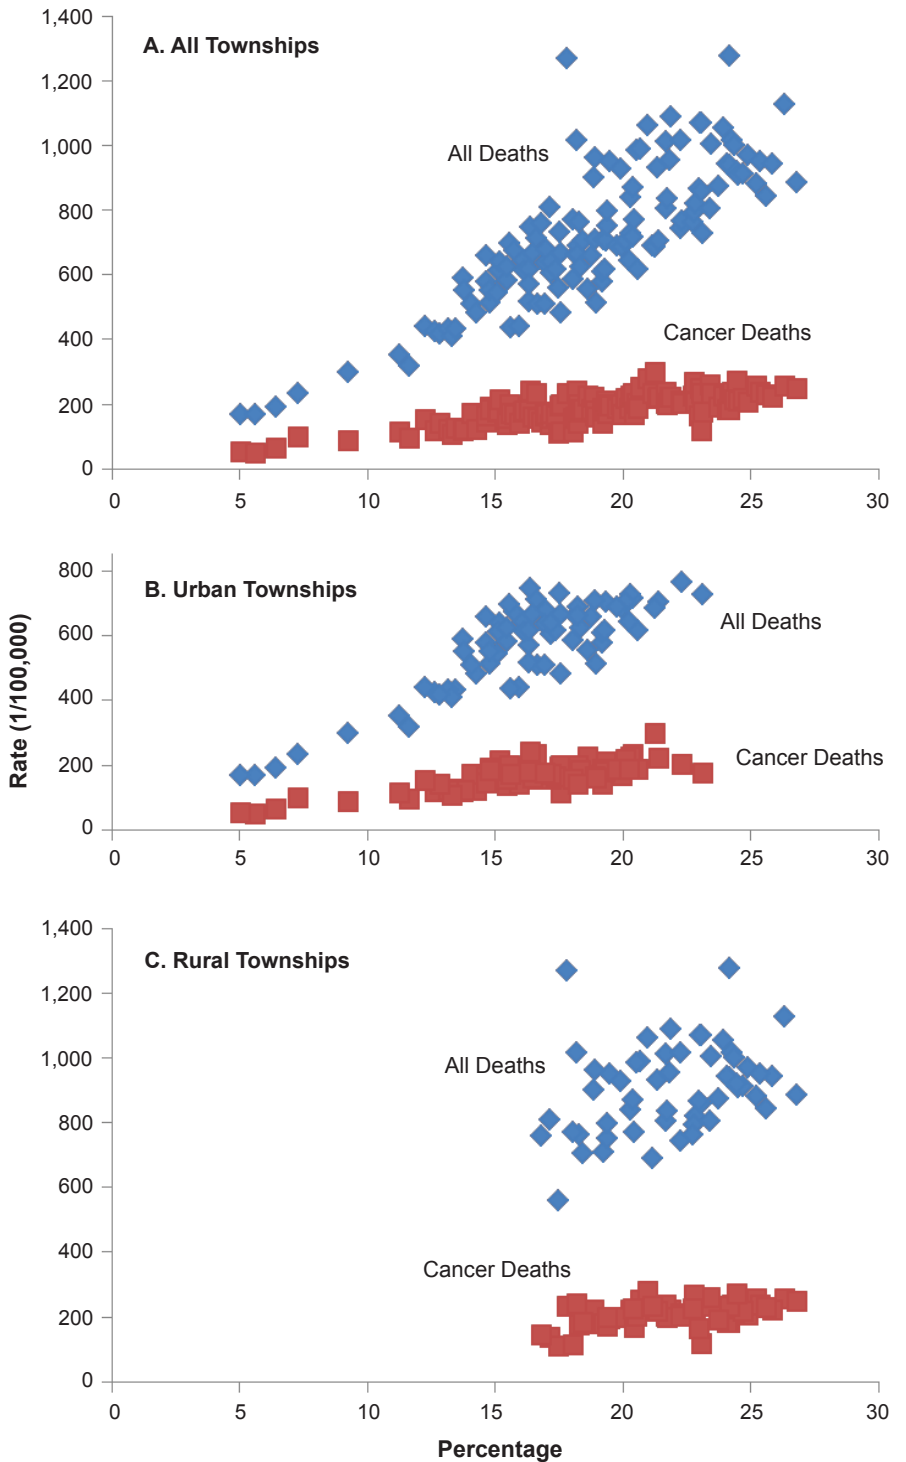 1,400
A. All Townships
1,200
1,000
All Deaths
800
600
400
Cancer Deaths
200
0
0 5 10 15 20 25 30
800
B. Urban Townships
600
All Deaths
400
200
Cancer Deaths
0
0 5 10 15 20 25 30
Rate (1/100,000)
1,400
C. Rural Townships
1,200
1,000
All Deaths
800
600
400
Cancer Deaths
200
0
0 5 10 15 20 25 30
Percentage